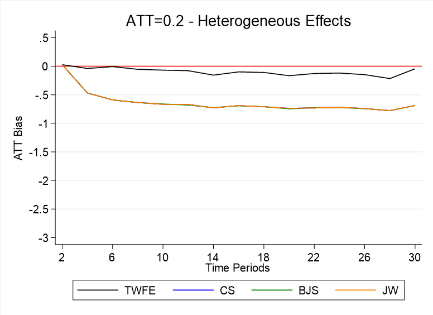 ATT=0.2 - Heterogeneous Effects
ATT Bias
.5
0
-.5
-1
-1.5
-2
-2.5
-3
2 6 10 14 18 22 26 30
Time Periods
TWFE CS BJS JW